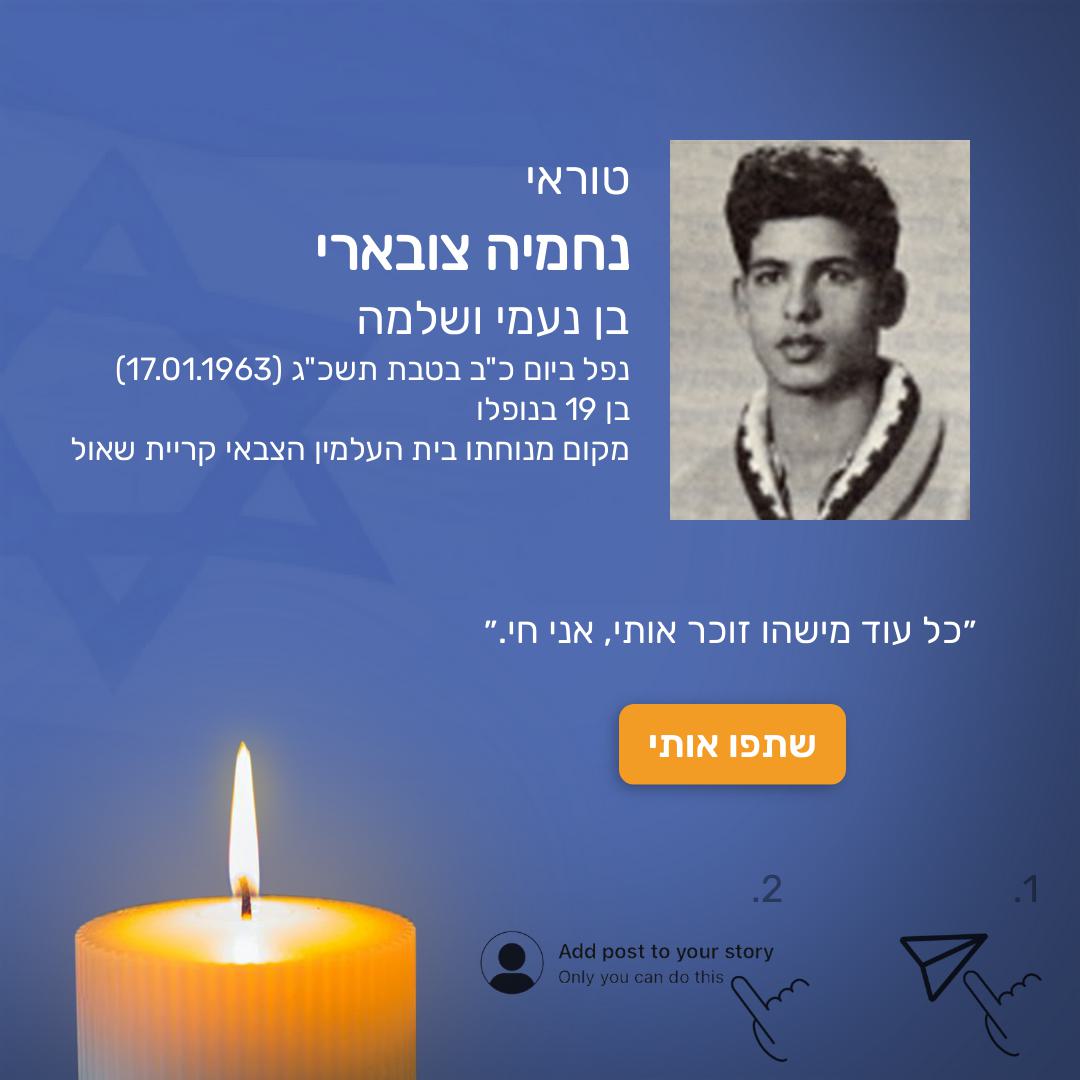 טוראי
נחמיה צובארי
בן נעמי ושלמה
נפל ביום כ"ב בטבת תשכ"ג (17.01.1963)
בן 19 בנופלו
מקום מנוחתו בית העלמין הצבאי קריית שאול
״כל עוד מישהו זוכר אותי, אני חי.״
שתפו אותי
1.
2.
Add post to your story
Only you can do this